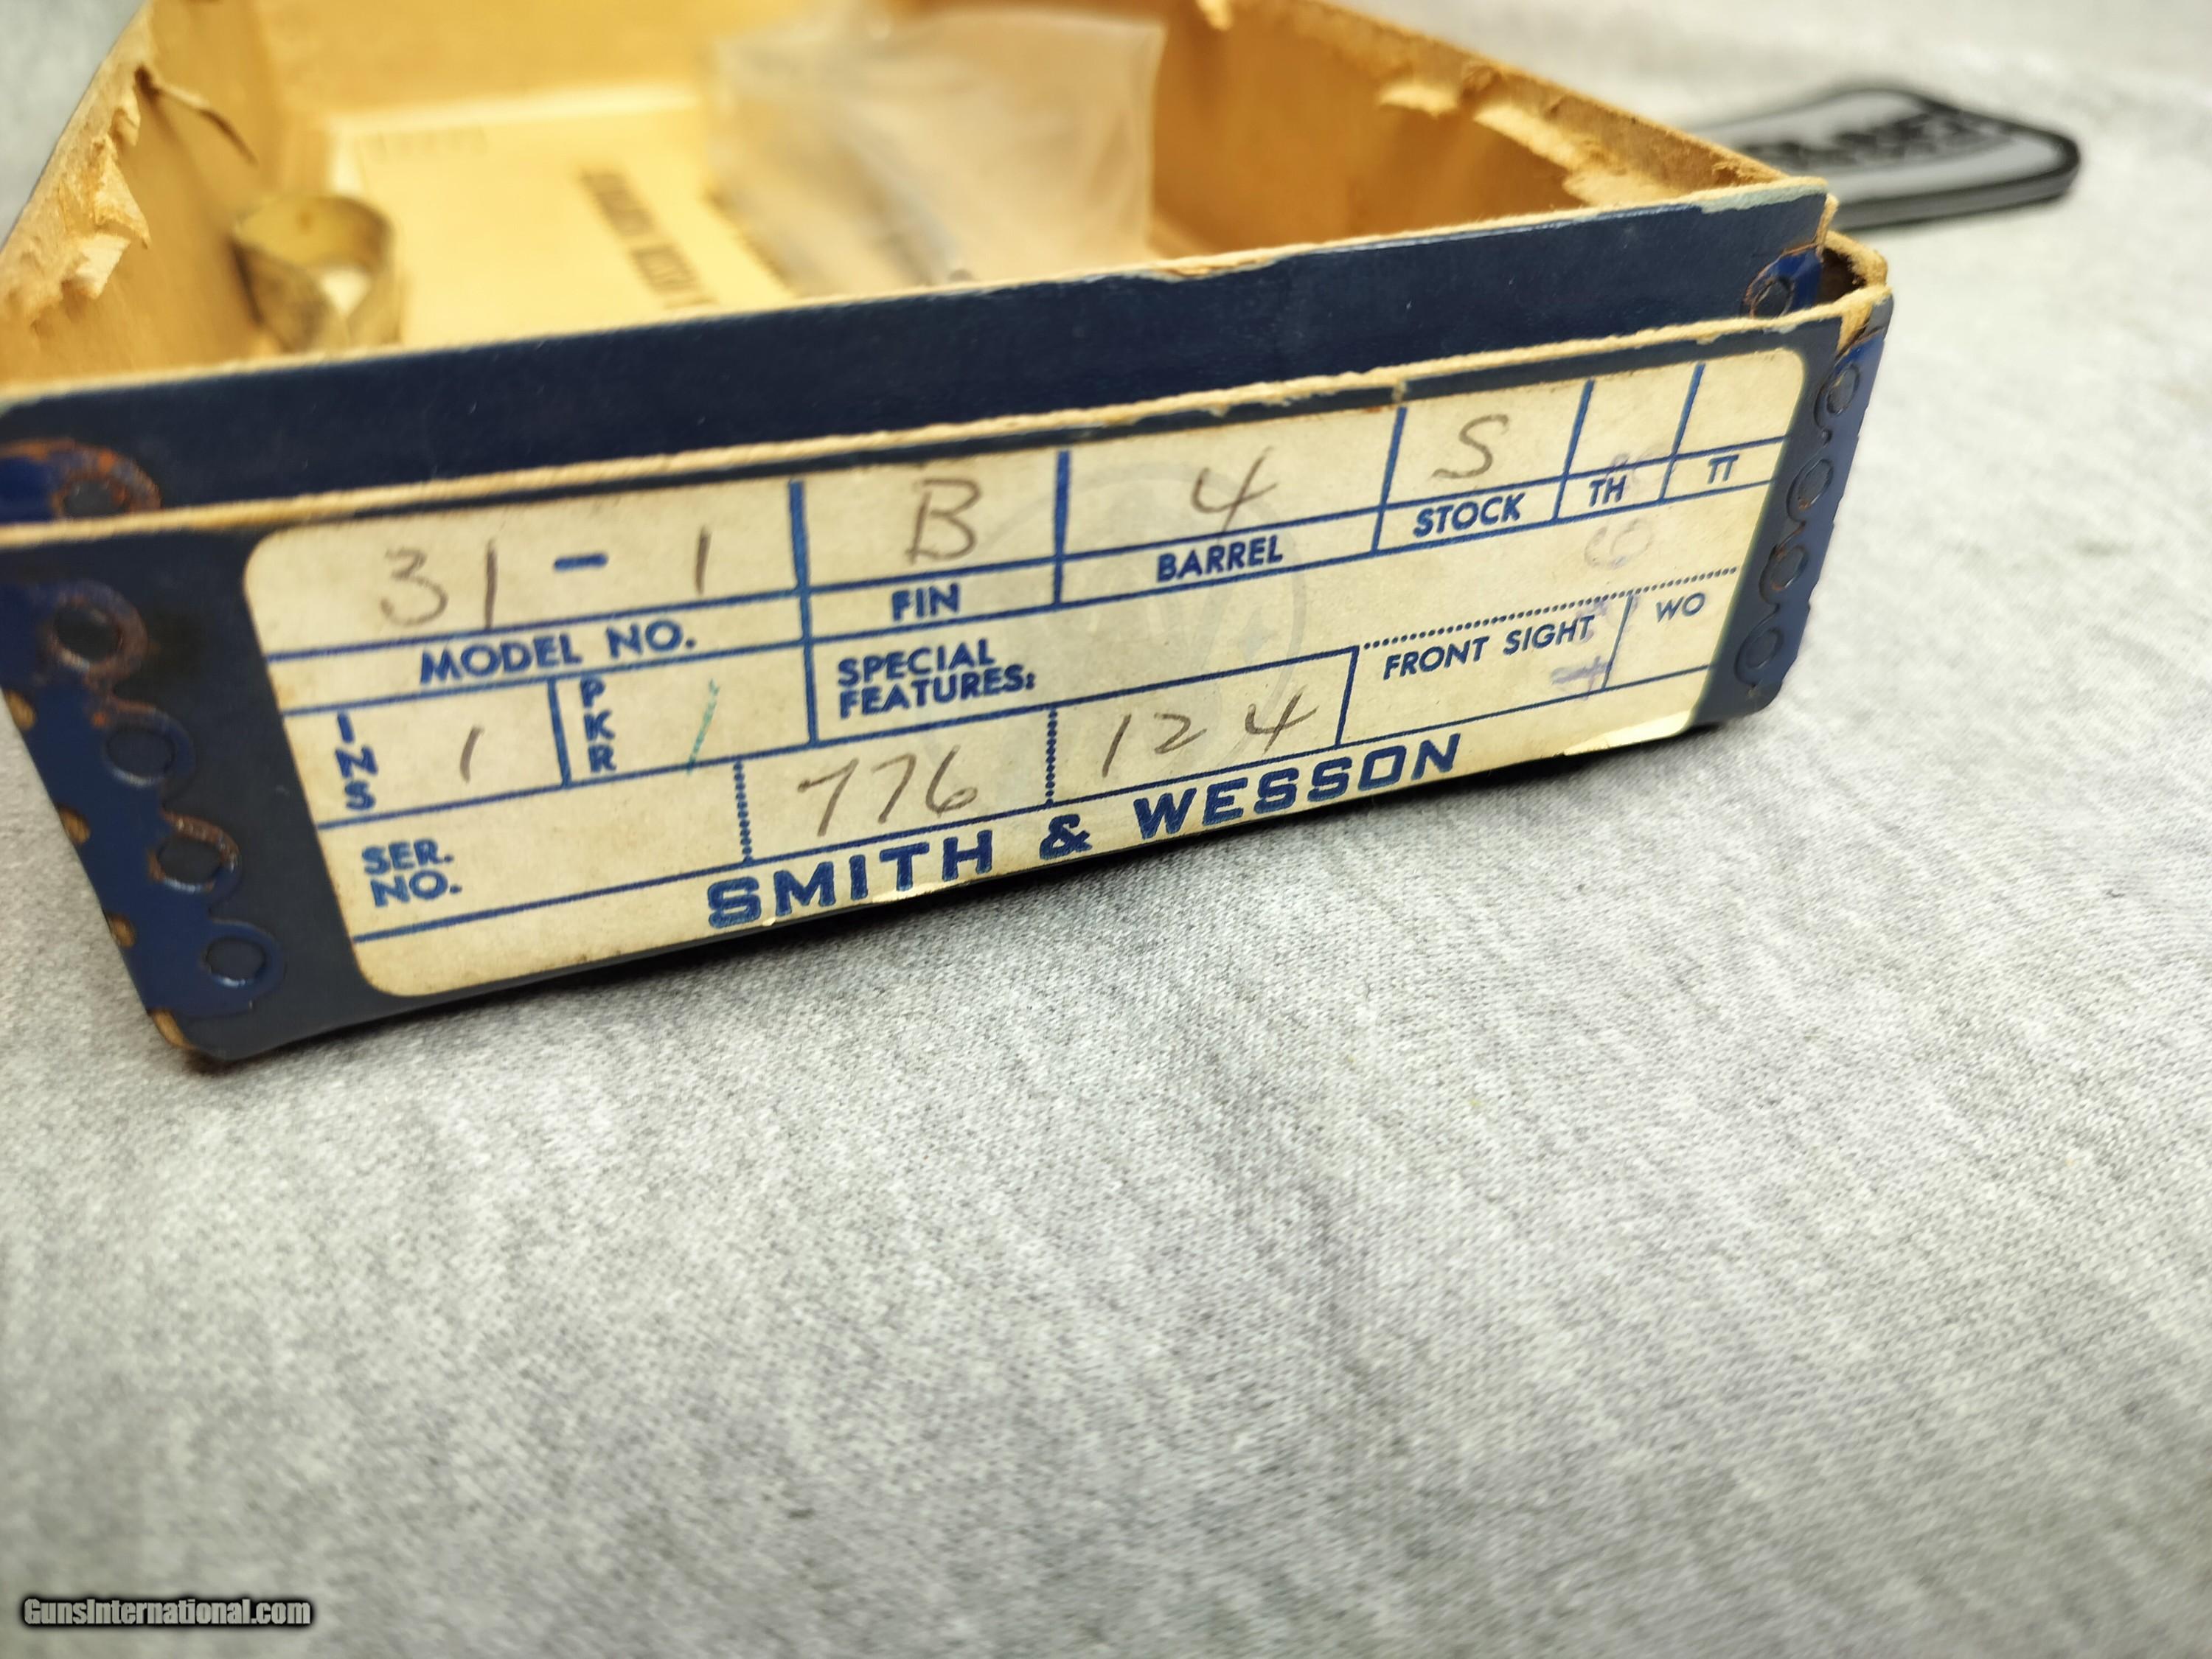 31 - 1 B 4 S
MODEL NO. FIN BARREL STOCK TH TT
INS 1 PKR / SPECIAL
FEATURES:
FRONT SIGHT WO
SER.
NO. 776 124
SMITH & WESSON
GunsInternational.com